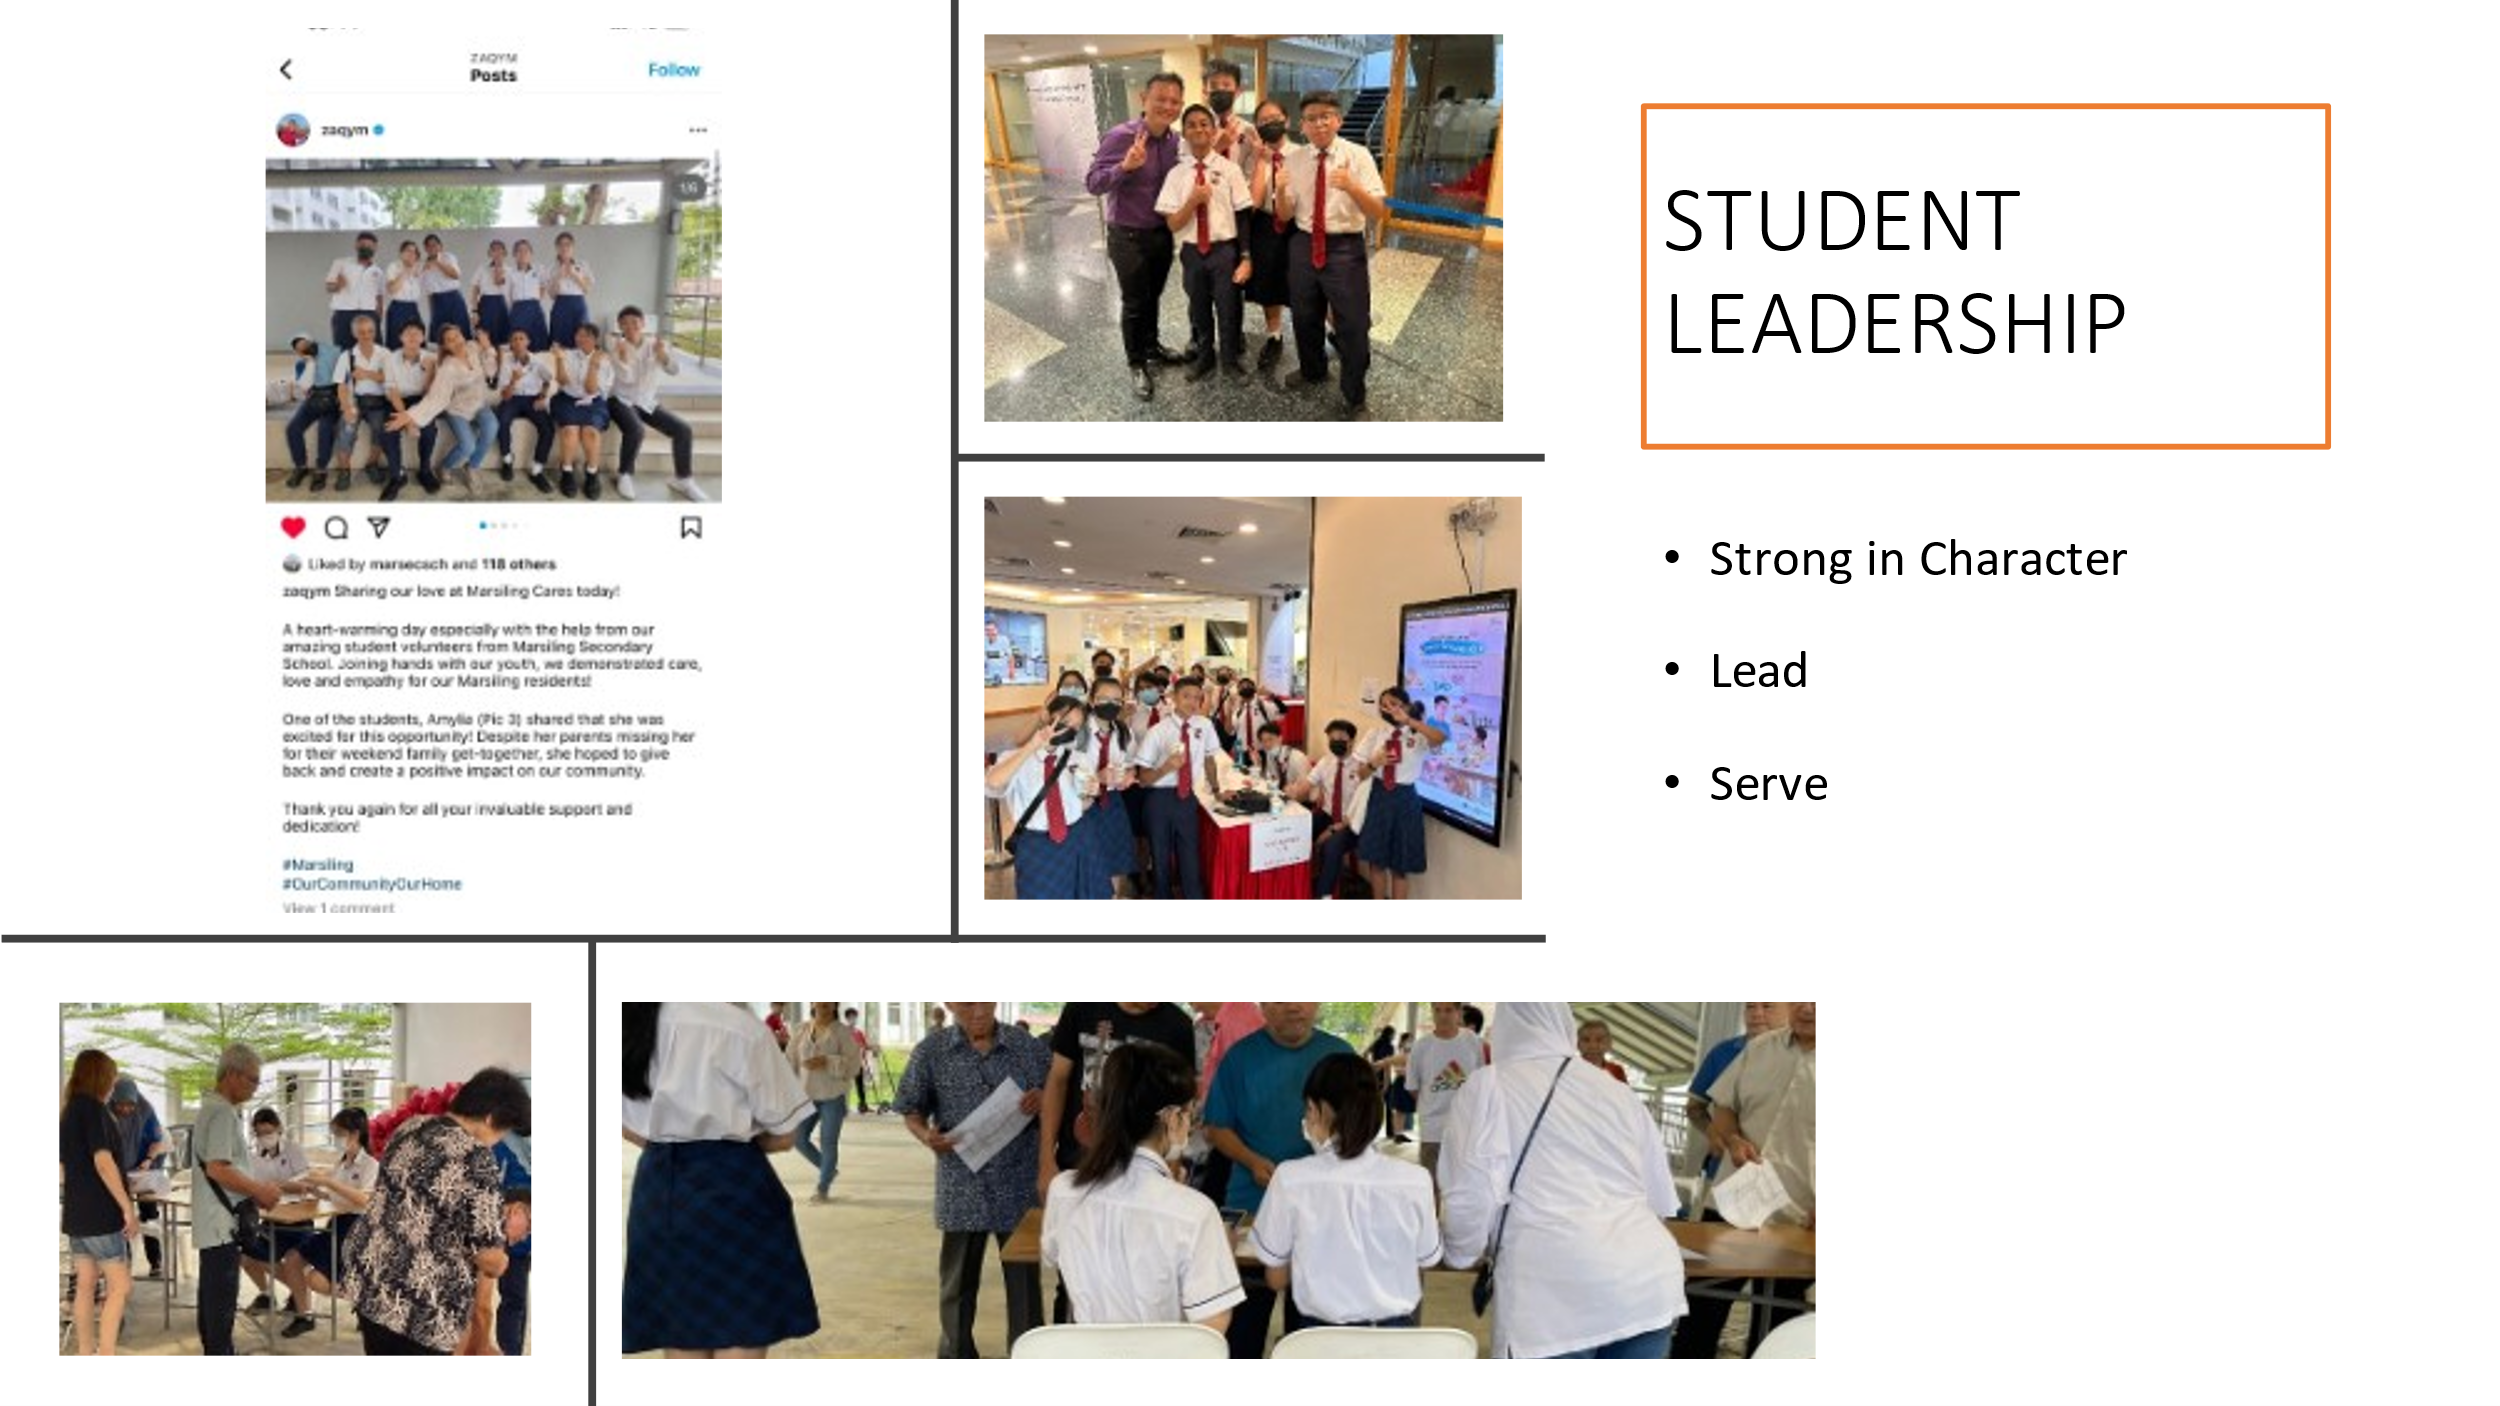 ZAQYM
Posts
Follow
zaqym
1/6
Liked by marsecsch and 118 others
zaqym Sharing our love at Marsiling Cares today!
A heart-warming day especially with the help from our
amazing student volunteers from Marsiling Secondary
School. Joining hands with our youth, we demonstrated care,
love and empathy for our Marsiling residents!
One of the students, Amylia (Pic 3) shared that she was
excited for this opportunity! Despite her parents missing her
for their weekend family get-together, she hoped to give
back and create a positive impact on our community.
Thank you again for all your invaluable support and
dedication!
#Marsiling
#OurCommunityOurHome
View 1 comment
STUDENT
LEADERSHIP
• Strong in Character
• Lead
• Serve
adidas